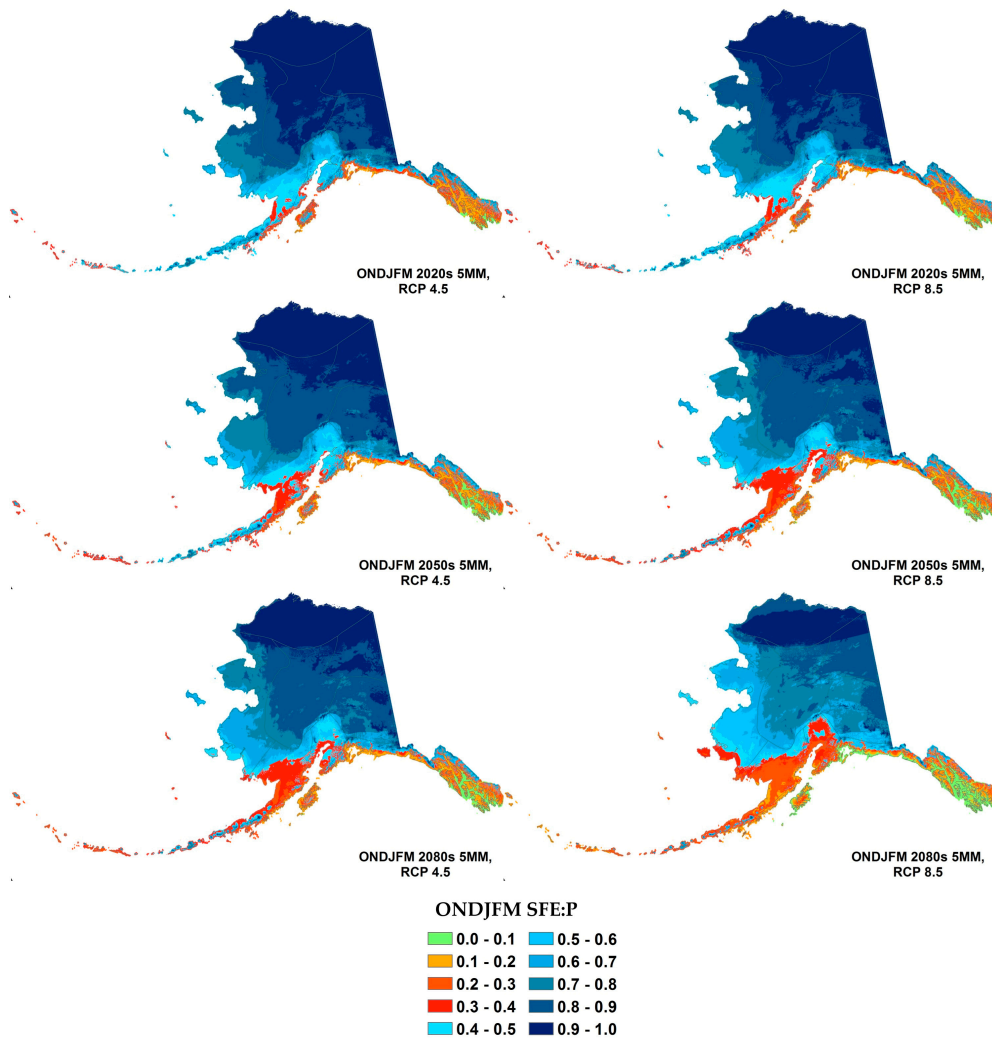 ONDJFM 2020s 5MM,
RCP 4.5
ONDJFM 2020s 5MM,
RCP 8.5
ONDJFM 2050s 5MM,
RCP 4.5
ONDJFM 2050s 5MM,
RCP 8.5
ONDJFM 2080s 5MM,
RCP 4.5
ONDJFM 2080s 5MM,
RCP 8.5
ONDJFM SFE:P
0.0 - 0.1
0.1 - 0.2
0.2 - 0.3
0.3 - 0.4
0.4 - 0.5
0.5 - 0.6
0.6 - 0.7
0.7 - 0.8
0.8 - 0.9
0.9 - 1.0